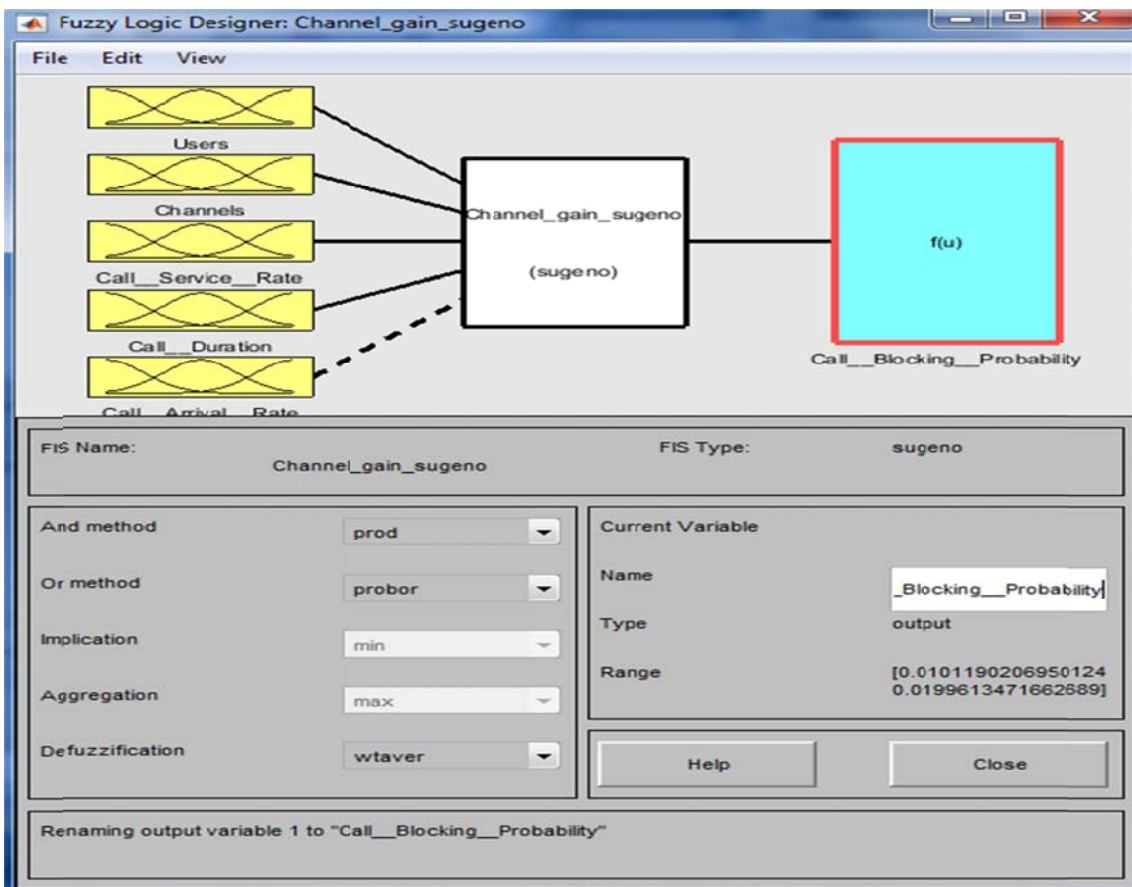 Fuzzy Logic Designer: Channel_gain_sugeno
File Edit View
Users
Channels
Call__Service__Rate
Call__Duration
Call__Arrival__Rate
Channel_gain_sugeno
(sugeno)
f(u)
Call__Blocking__Probability
FIS Name:
Channel_gain_sugeno
FIS Type:
sugeno
And method
prod
Or method
probor
Implication
min
Aggregation
max
Defuzzification
wtaver
Current Variable
Name
_Blocking__Probability
Type
output
Range
[0.0101190206950124
0.0199613471662689]
Help
Close
Renaming output variable 1 to "Call__Blocking__Probability"